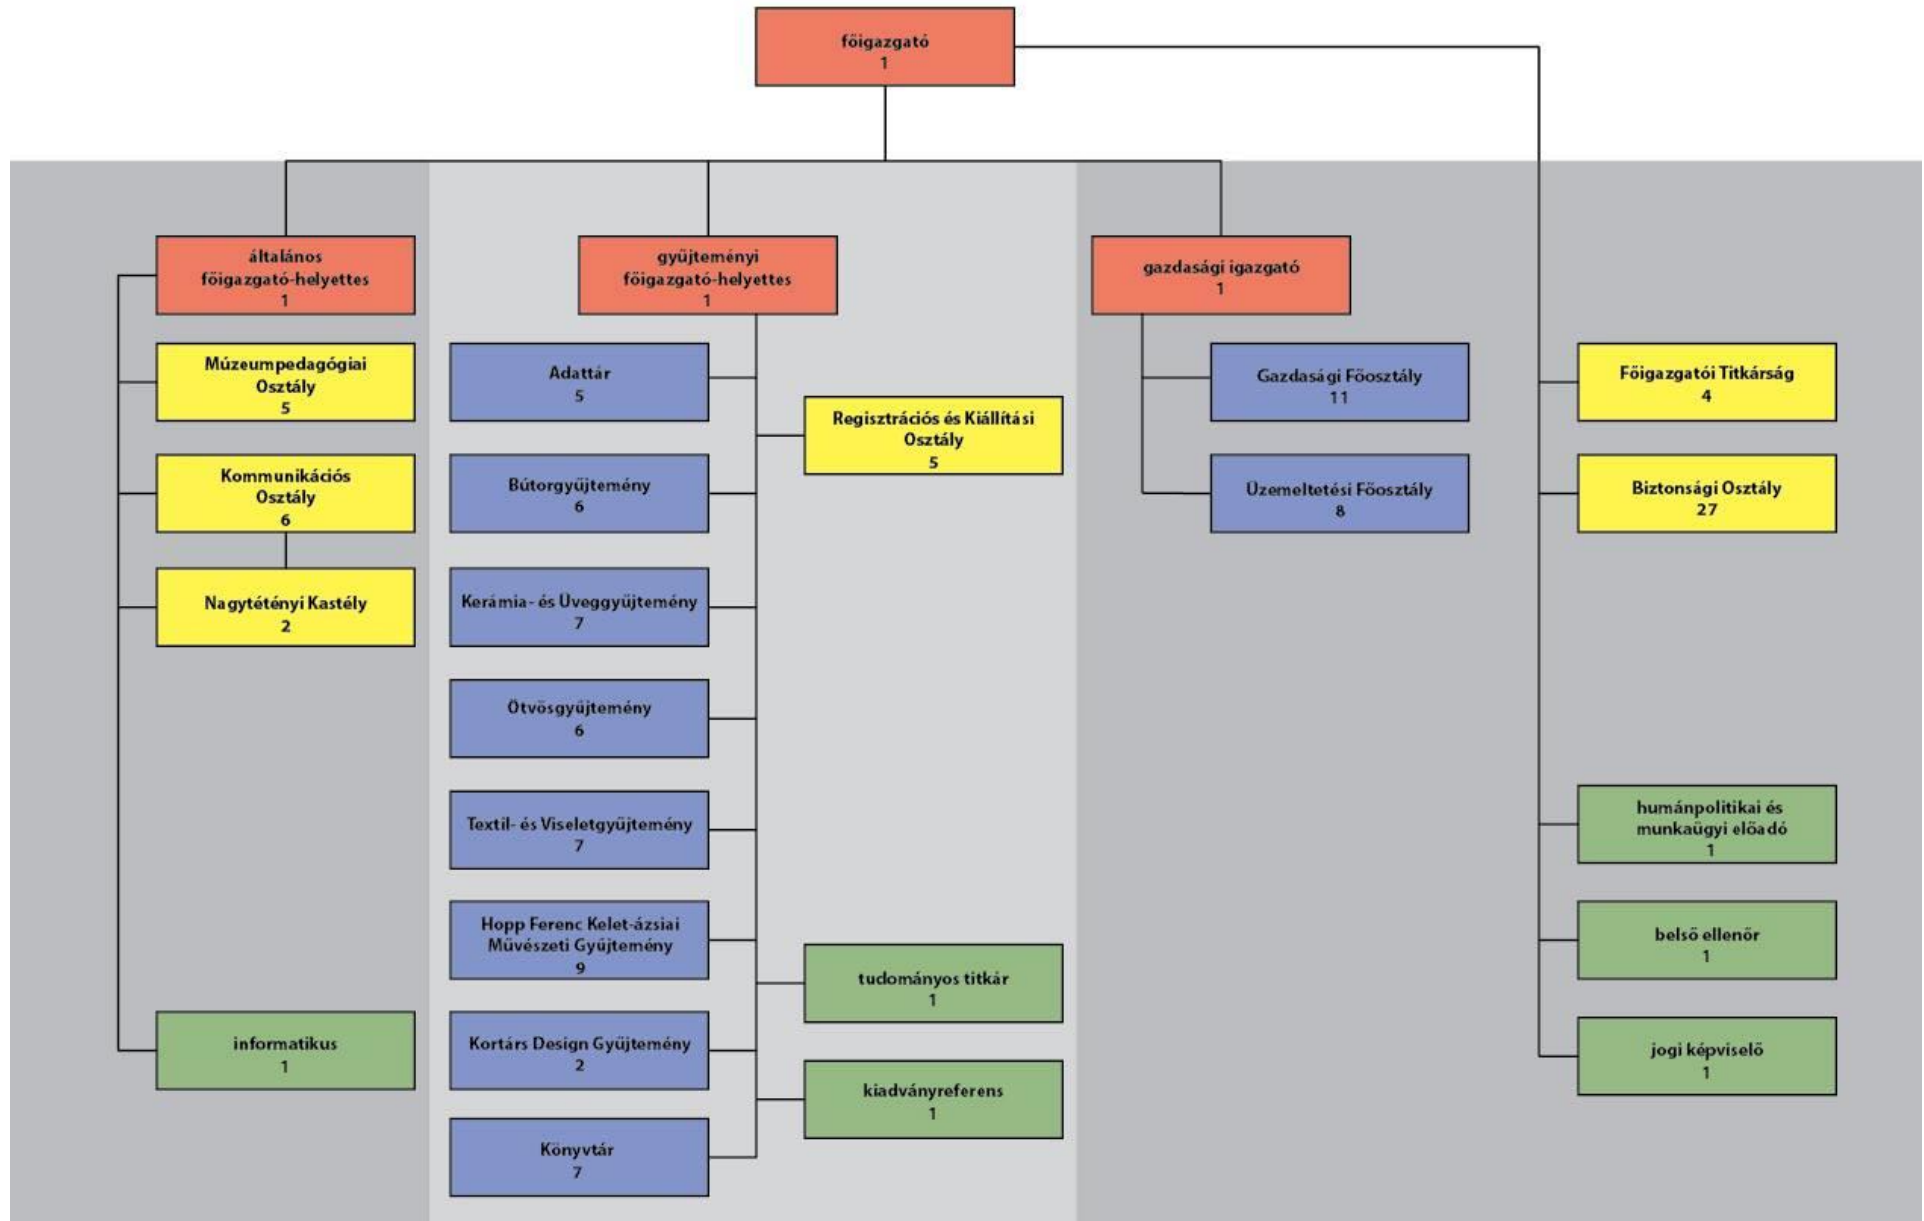 főigazgató
1
általános
főigazgató-helyettes
1
Múzeumpedagógiai
Osztály
5
Kommunikációs
Osztály
6
Nagytétényi Kastély
2
informatikus
1
gyűjteményi
főigazgató-helyettes
1
Adattár
5
Bútorgyűjtemény
6
Kerámia- és Üveggyűjtemény
7
Ötvösgyűjtemény
6
Textil- és Viseletgyűjtemény
7
Hopp Ferenc Kelet-ázsiai
Művészeti Gyűjtemény
9
Kortárs Design Gyűjtemény
2
Könyvtár
7
Regisztrációs és Kiállítási
Osztály
5
tudományos titkár
1
kiadványreferens
1
gazdasági igazgató
1
Gazdasági Főosztály
11
Üzemeltetési Főosztály
8
Főigazgatói Titkárság
4
Biztonsági Osztály
27
humánpolitikai és
munkaügyi előadó
1
belső ellenőr
1
jogi képviselő
1